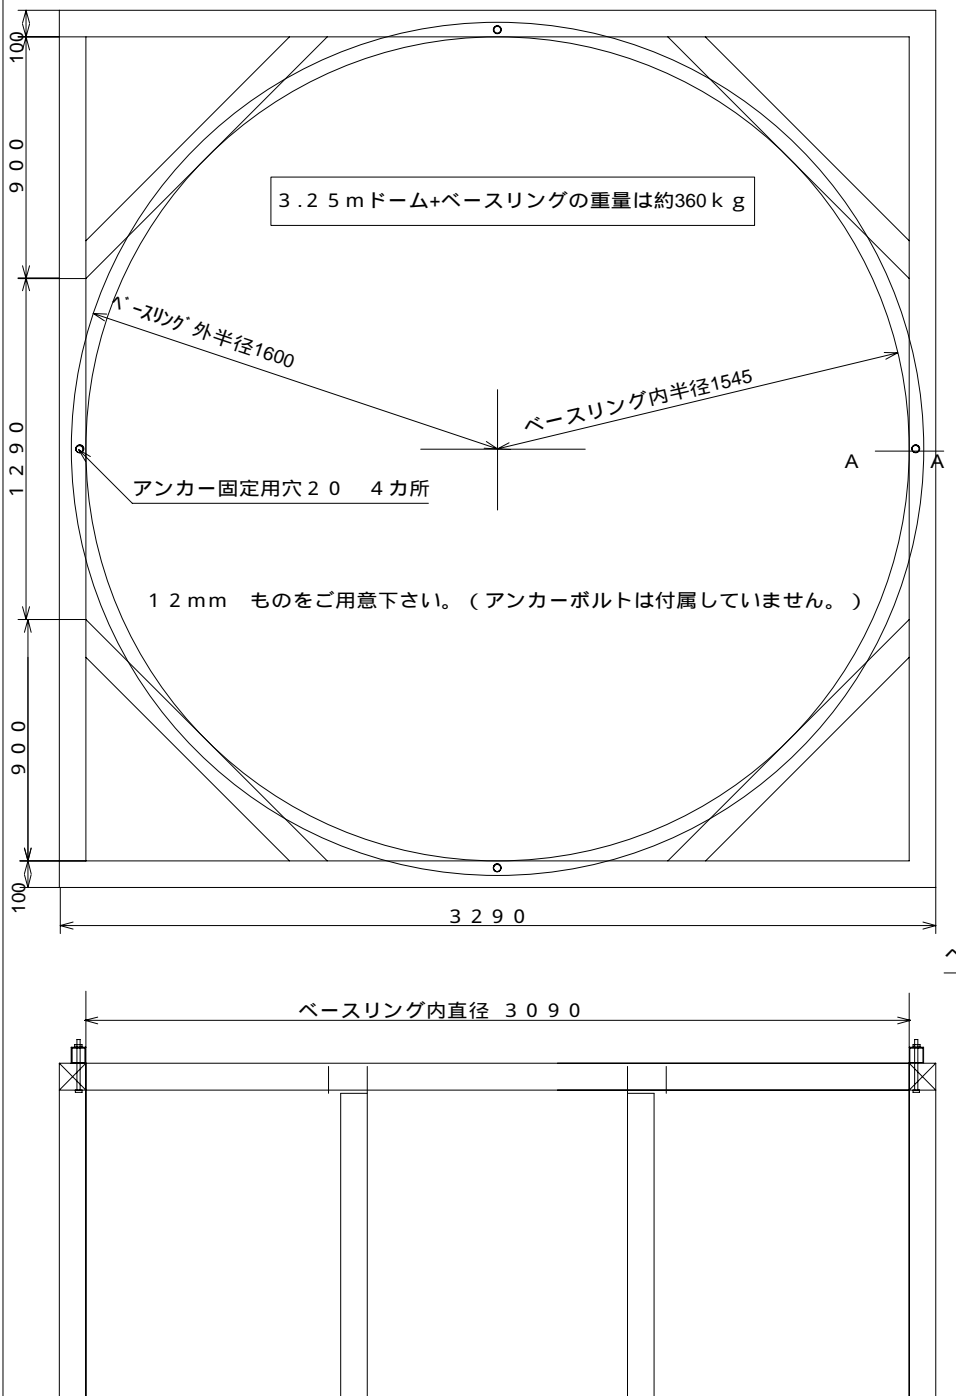 100
900
3.25mドーム+ベースリングの重量は約360kg
ﾍﾞｰｽﾘﾝｸﾞ外半径1600
ベースリング内半径1545
1290
A A
アンカー固定用穴20 4カ所
12mm ものをご用意下さい。(アンカーボルトは付属していません。)
900
100
3290
ベースリング内直径 3090